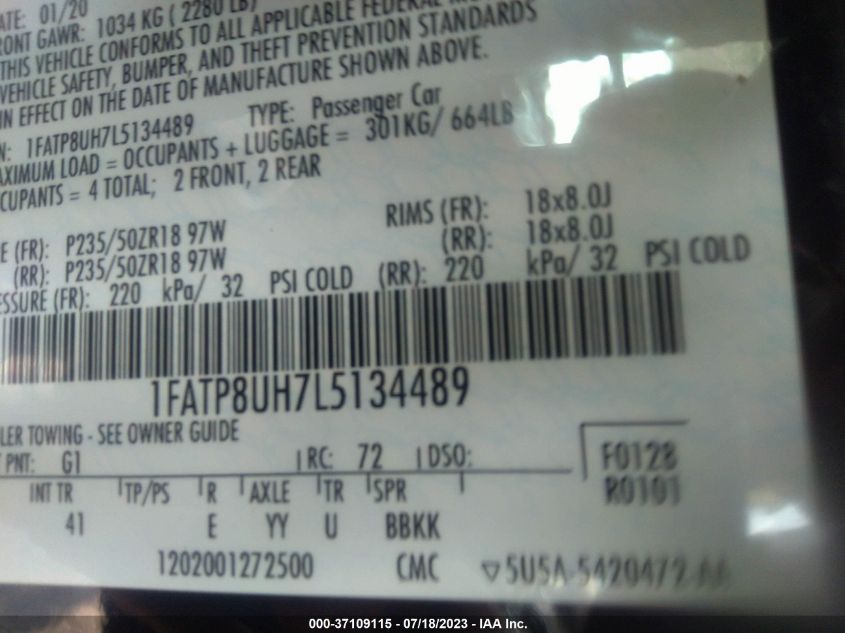 ATE: 01/20
RONT GAWR: 1034 KG ( 2280 LB)
THIS VEHICLE CONFORMS TO ALL APPLICABLE FEDERAL
VEHICLE SAFETY, BUMPER, AND THEFT PREVENTION STANDARDS
IN EFFECT ON THE DATE OF MANUFACTURE SHOWN ABOVE.
N: 1FATP8UH7L5134489 TYPE: Passenger Car
AXIMUM LOAD = OCCUPANTS + LUGGAGE = 301KG/ 664LB
CUPANTS = 4 TOTAL; 2 FRONT, 2 REAR
E (FR): P235/50ZR18 97W RIMS (FR): 18x8.0J
(RR): P235/50ZR18 97W (RR): 18x8.0J
ESSURE (FR): 220 kPa/ 32 PSI COLD (RR): 220 kPa/ 32 PSI COLD
1FATP8UH7L5134489
LER TOWING - SEE OWNER GUIDE
PNT: G1 RC: 72 DSO: F0128
R0101
INT TR TP/PS R AXLE TR SPR
41 E YY U BBKK
1202001272500 CMC ▽5U5A-5420472-AA
000-37109115 - 07/18/2023 - IAA Inc.